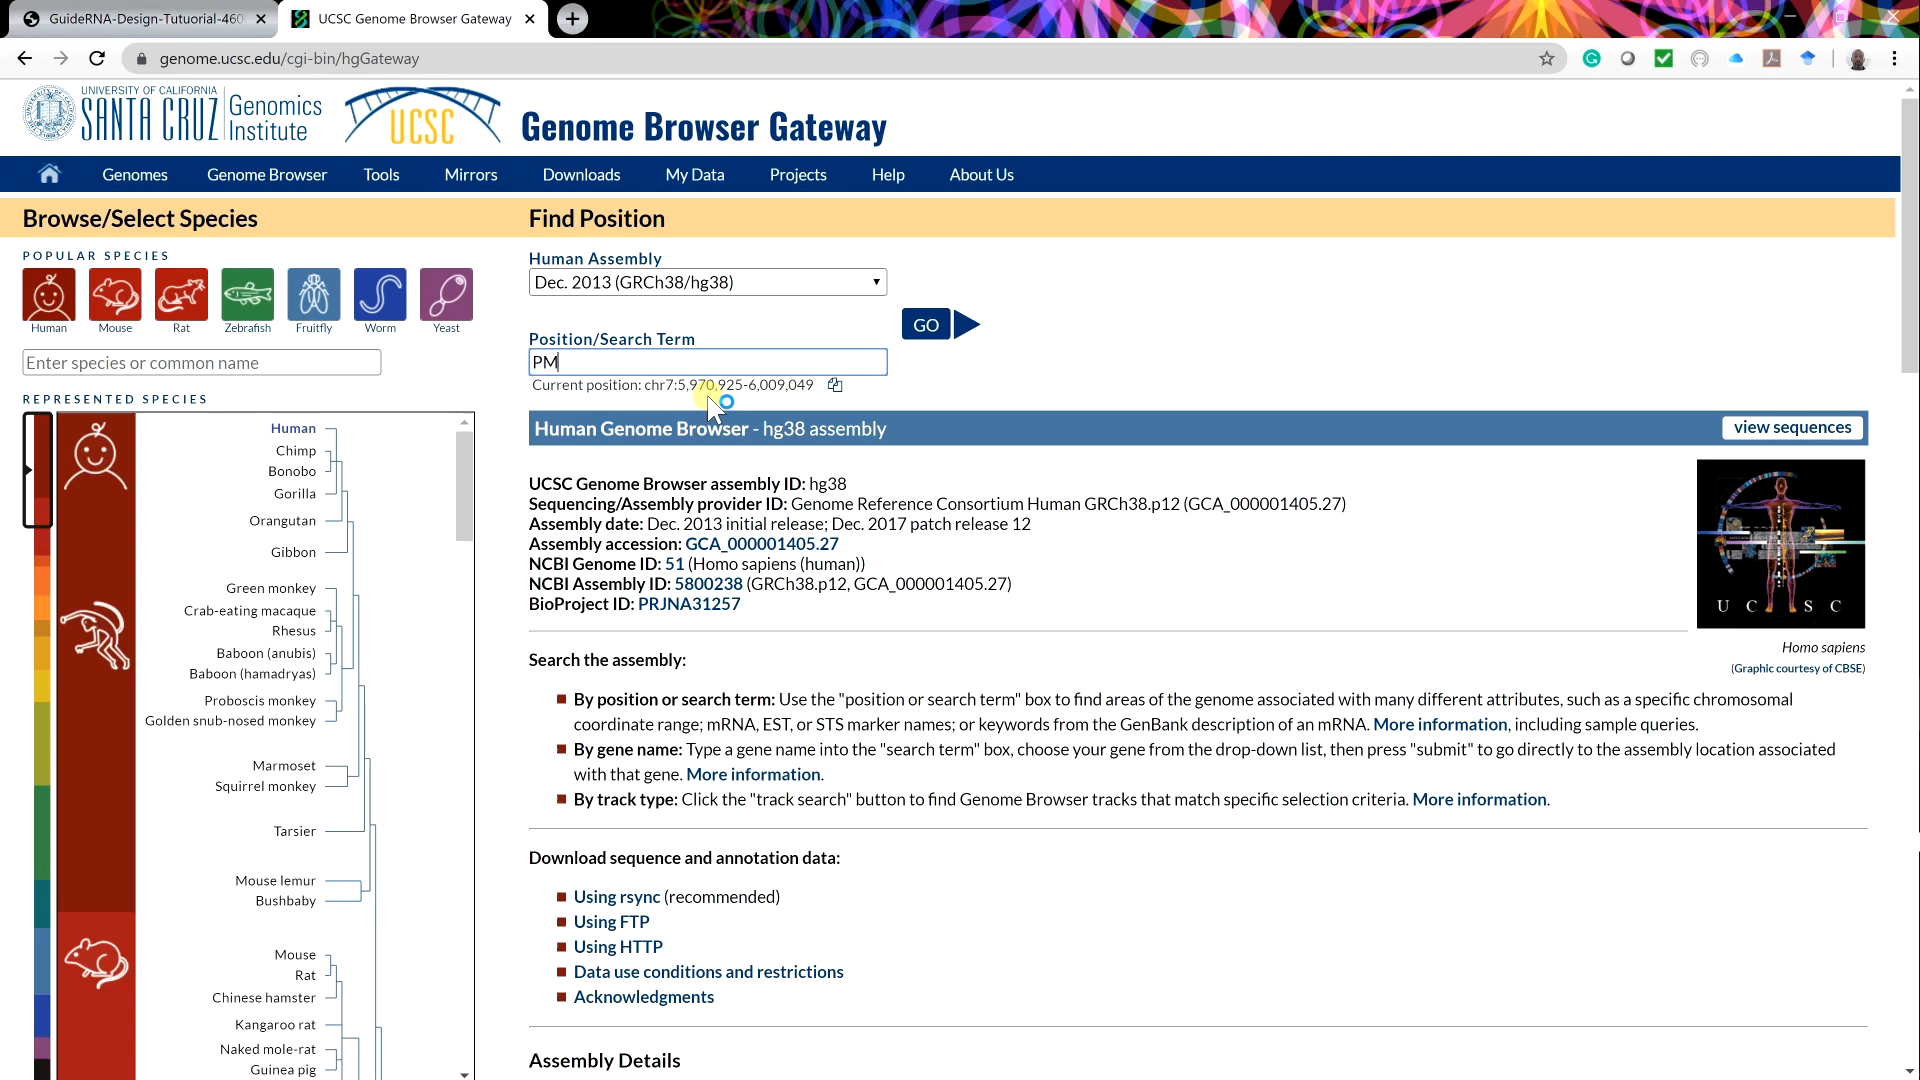 GuideRNA-Design-Tutuorial-460
UCSC Genome Browser Gateway
genome.ucsc.edu/cgi-bin/hgGateway
UNIVERSITY OF CALIFORNIA
SANTA CRUZ
Genomics
Institute
UCSC
Genome Browser Gateway
Genomes
Genome Browser
Tools
Mirrors
Downloads
My Data
Projects
Help
About Us
Browse/Select Species
POPULAR SPECIES
Human
Mouse
Rat
Zebrafish
Fruitfly
Worm
Yeast
Enter species or common name
REPRESENTED SPECIES
Human
Chimp
Bonobo
Gorilla
Orangutan
Gibbon
Green monkey
Crab-eating macaque
Rhesus
Baboon (anubis)
Baboon (hamadryas)
Proboscis monkey
Golden snub-nosed monkey
Marmoset
Squirrel monkey
Tarsier
Mouse lemur
Bushbaby
Mouse
Rat
Chinese hamster
Kangaroo rat
Naked mole-rat
Guinea pig
Find Position
Human Assembly
Dec. 2013 (GRCh38/hg38)
GO
Position/Search Term
PM
Current position: chr7:5,970,925-6,009,049
Human Genome Browser - hg38 assembly
view sequences
UCSC Genome Browser assembly ID: hg38
Sequencing/Assembly provider ID: Genome Reference Consortium Human GRCh38.p12 (GCA_000001405.27)
Assembly date: Dec. 2013 initial release; Dec. 2017 patch release 12
Assembly accession: GCA_000001405.27
NCBI Genome ID: 51 (Homo sapiens (human))
NCBI Assembly ID: 5800238 (GRCh38.p12, GCA_000001405.27)
BioProject ID: PRJNA31257
U C S C
Homo sapiens
(Graphic courtesy of CBSE)
Search the assembly:
By position or search term: Use the "position or search term" box to find areas of the genome associated with many different attributes, such as a specific chromosomal
coordinate range; mRNA, EST, or STS marker names; or keywords from the GenBank description of an mRNA. More information, including sample queries.
By gene name: Type a gene name into the "search term" box, choose your gene from the drop-down list, then press "submit" to go directly to the assembly location associated
with that gene. More information.
By track type: Click the "track search" button to find Genome Browser tracks that match specific selection criteria. More information.
Download sequence and annotation data:
Using rsync (recommended)
Using FTP
Using HTTP
Data use conditions and restrictions
Acknowledgments
Assembly Details